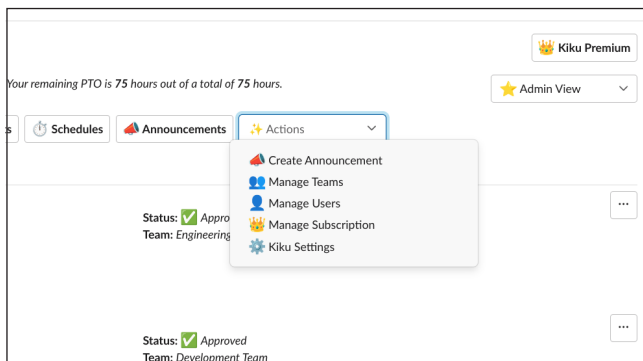 👑 Kiku Premium
Your remaining PTO is 75 hours out of a total of 75 hours.
⭐ Admin View
s ⏱️ Schedules 📣 Announcements ✨ Actions
📣 Create Announcement
👥 Manage Teams
👤 Manage Users
👑 Manage Subscription
⚙️ Kiku Settings
...
Status: ✅ Appro
Team: Engineering
...
Status: ✅ Approved
Team: Development Team